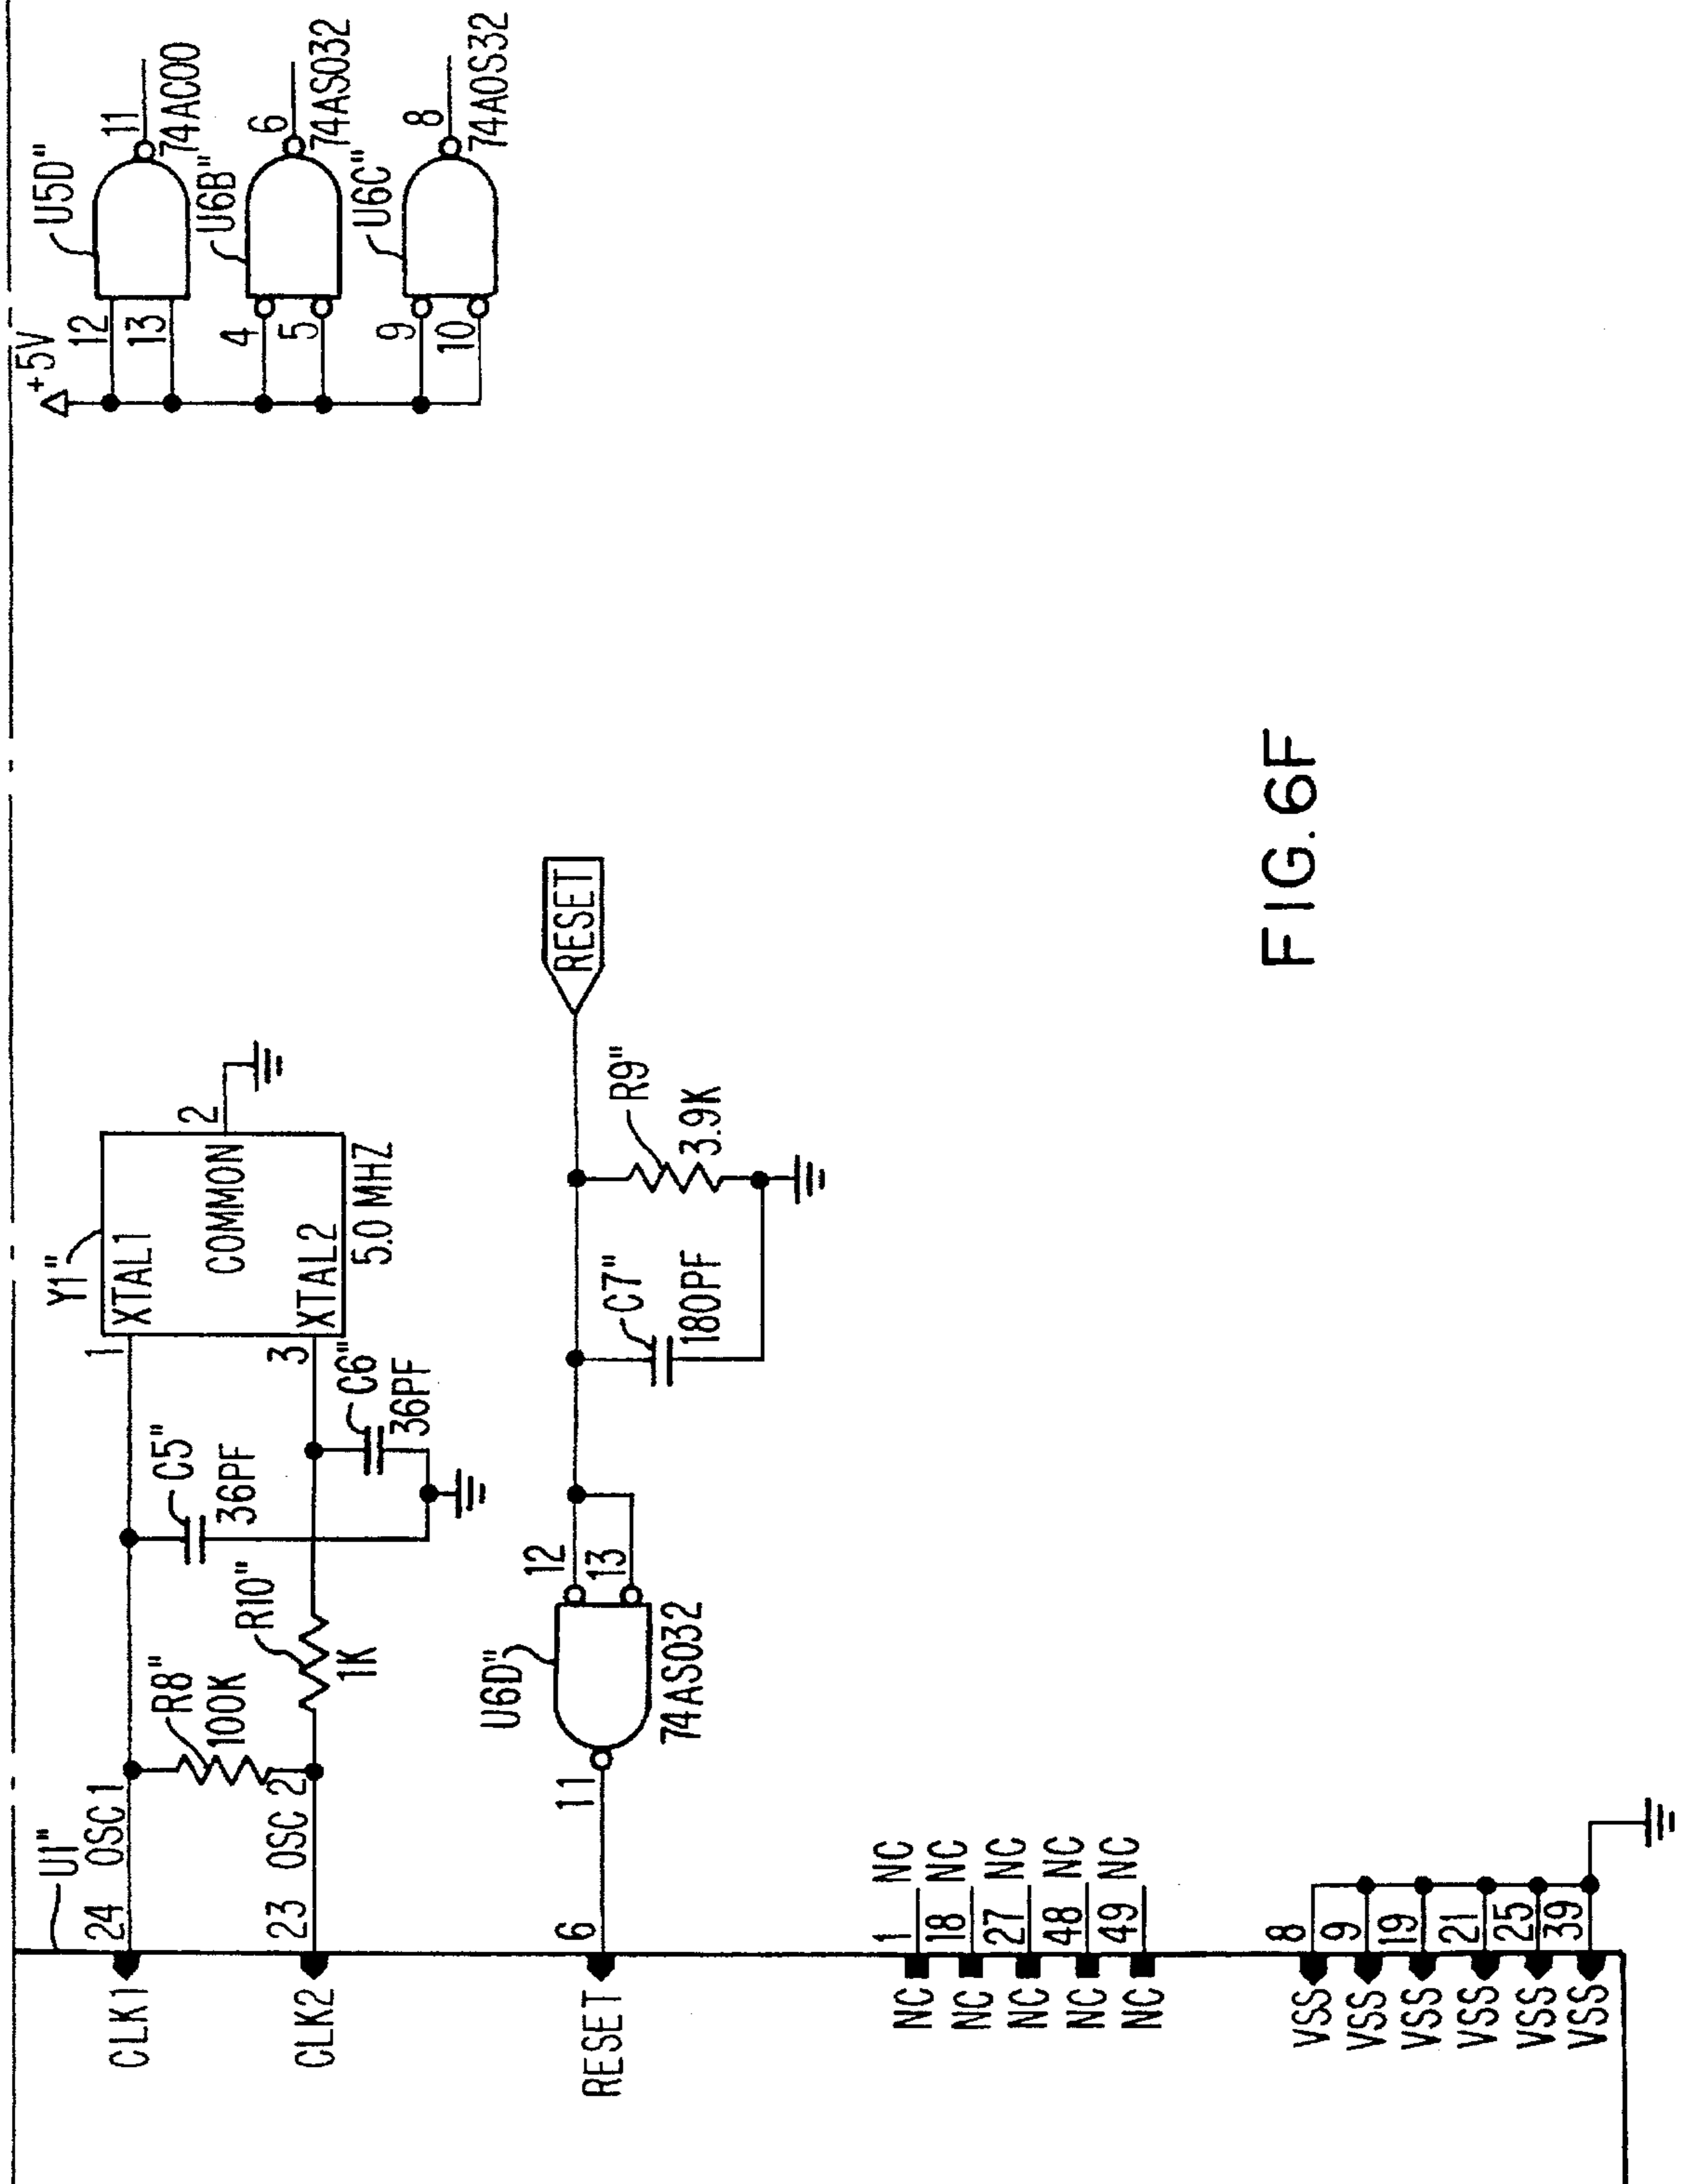 +5V
12
13
U5D"
11
74AC00
4
5
U6B"
6
74AS032
9
10
U6C"
8
74A0S32
U1"
CLK1
24
OSC 1
R8"
100K
C5"
36PF
1
Y1"
XTAL1
COMMON
2
XTAL2
5.0 MHZ
CLK2
23
OSC 2
R10"
1K
3
C6"
36PF
RESET
6
11
U6D"
74AS032
12
13
C7"
180PF
R9"
3.9K
RESET
NC 1 NC
NC 18 NC
NC 27 NC
NC 48 NC
NC 49 NC
VSS 8
VSS 9
VSS 19
VSS 21
VSS 25
VSS 39
FIG.6F